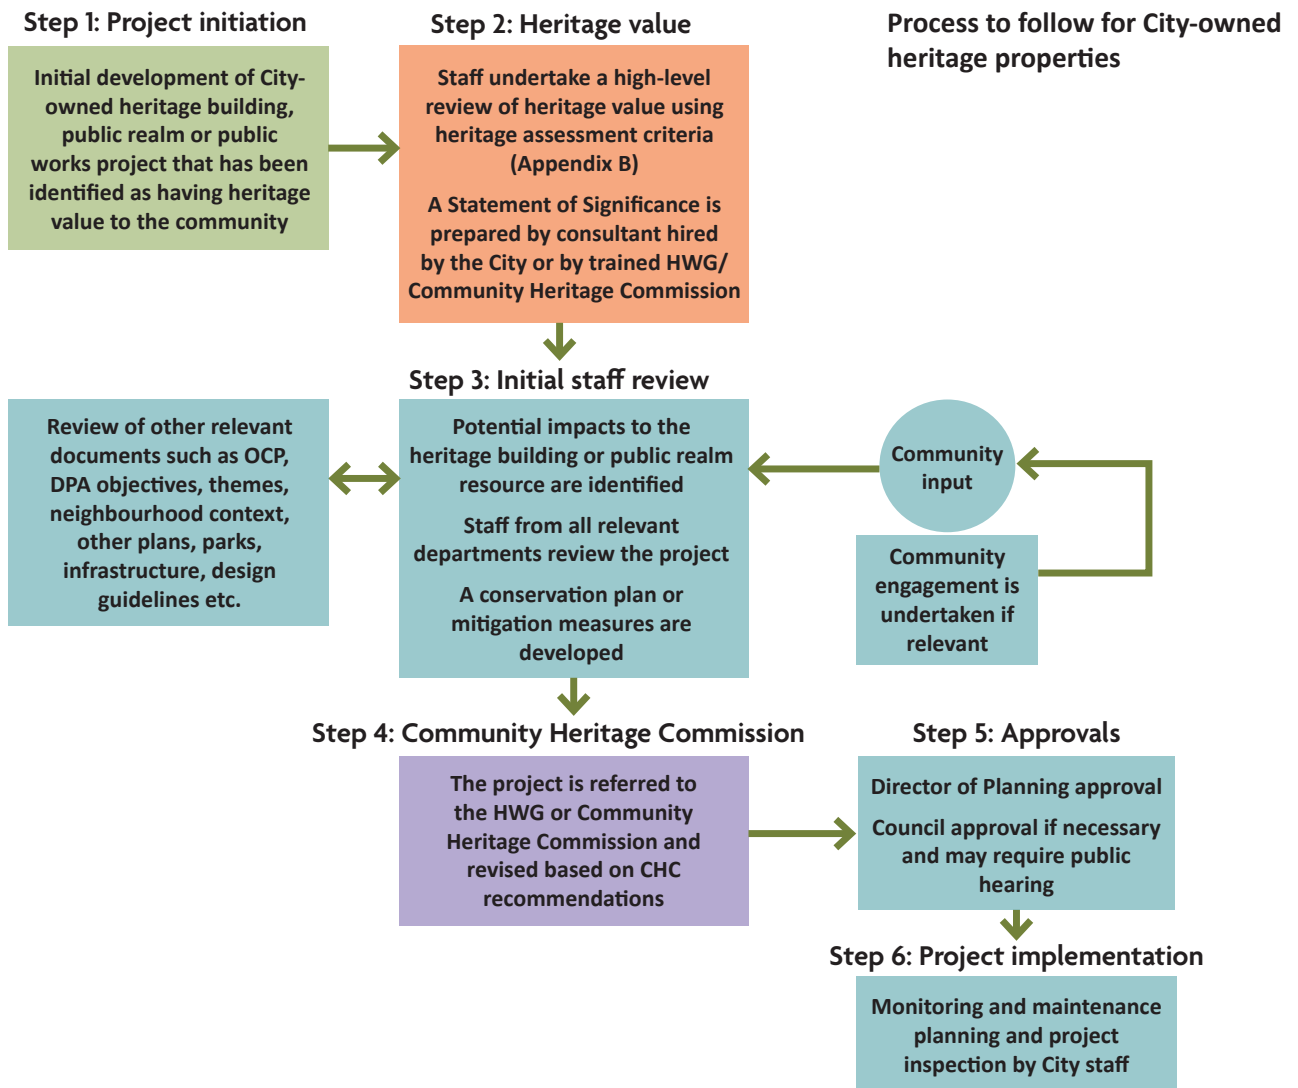 Step 1: Project initiation
Initial development of City-
owned heritage building,
public realm or public
works project that has been
identified as having heritage
value to the community
Step 2: Heritage value
Staff undertake a high-level
review of heritage value using
heritage assessment criteria
(Appendix B)
A Statement of Significance is
prepared by consultant hired
by the City or by trained HWG/
Community Heritage Commission
Process to follow for City-owned
heritage properties
Step 3: Initial staff review
Review of other relevant
documents such as OCP,
DPA objectives, themes,
neighbourhood context,
other plans, parks,
infrastructure, design
guidelines etc.
Potential impacts to the
heritage building or public realm
resource are identified
Staff from all relevant
departments review the project
A conservation plan or
mitigation measures are
developed
Community
input
Community
engagement is
undertaken if
relevant
Step 4: Community Heritage Commission
The project is referred to
the HWG or Community
Heritage Commission and
revised based on CHC
recommendations
Step 5: Approvals
Director of Planning approval
Council approval if necessary
and may require public
hearing
Step 6: Project implementation
Monitoring and maintenance
planning and project
inspection by City staff